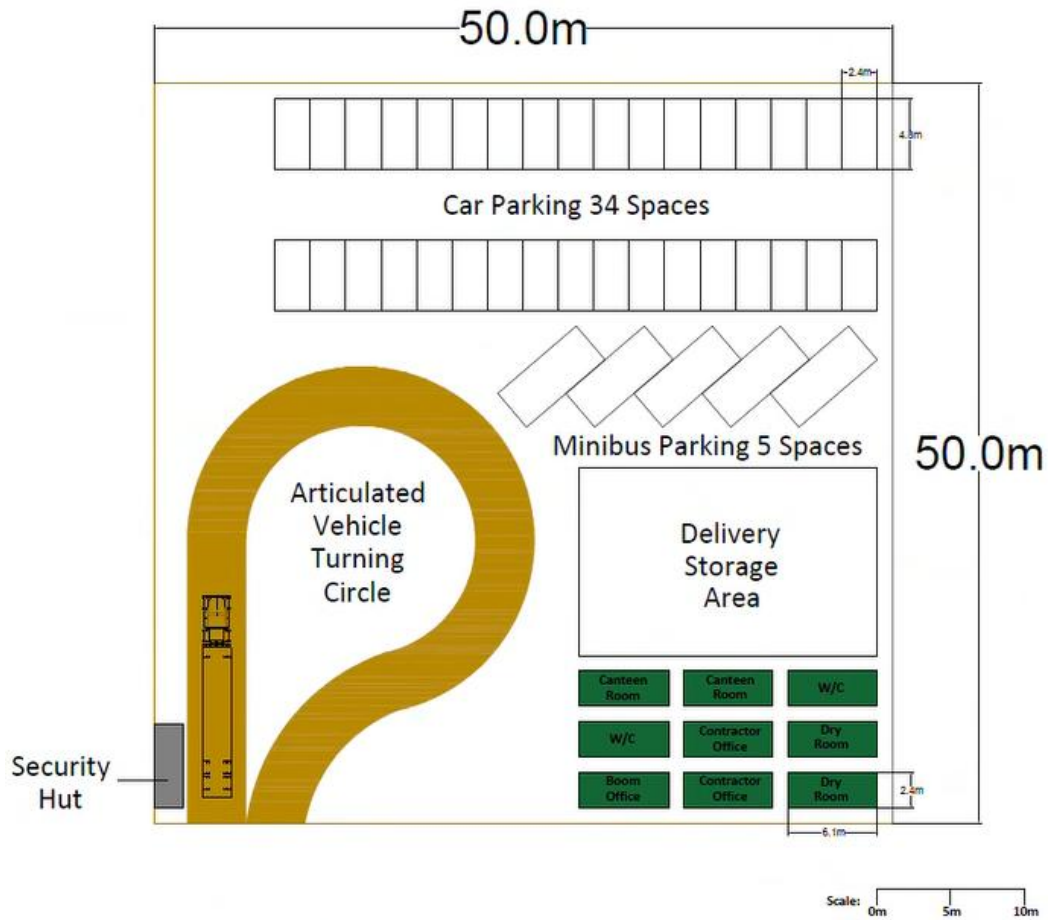 50.0m
2.4m
4.8m
Car Parking 34 Spaces
Minibus Parking 5 Spaces
50.0m
Articulated
Vehicle
Turning
Circle
Delivery
Storage
Area
Canteen
Room
Canteen
Room
W/C
W/C
Contractor
Office
Dry
Room
Boom
Office
Contractor
Office
Dry
Room
2.4m
6.1m
Security
Hut
Scale:
0m
5m
10m